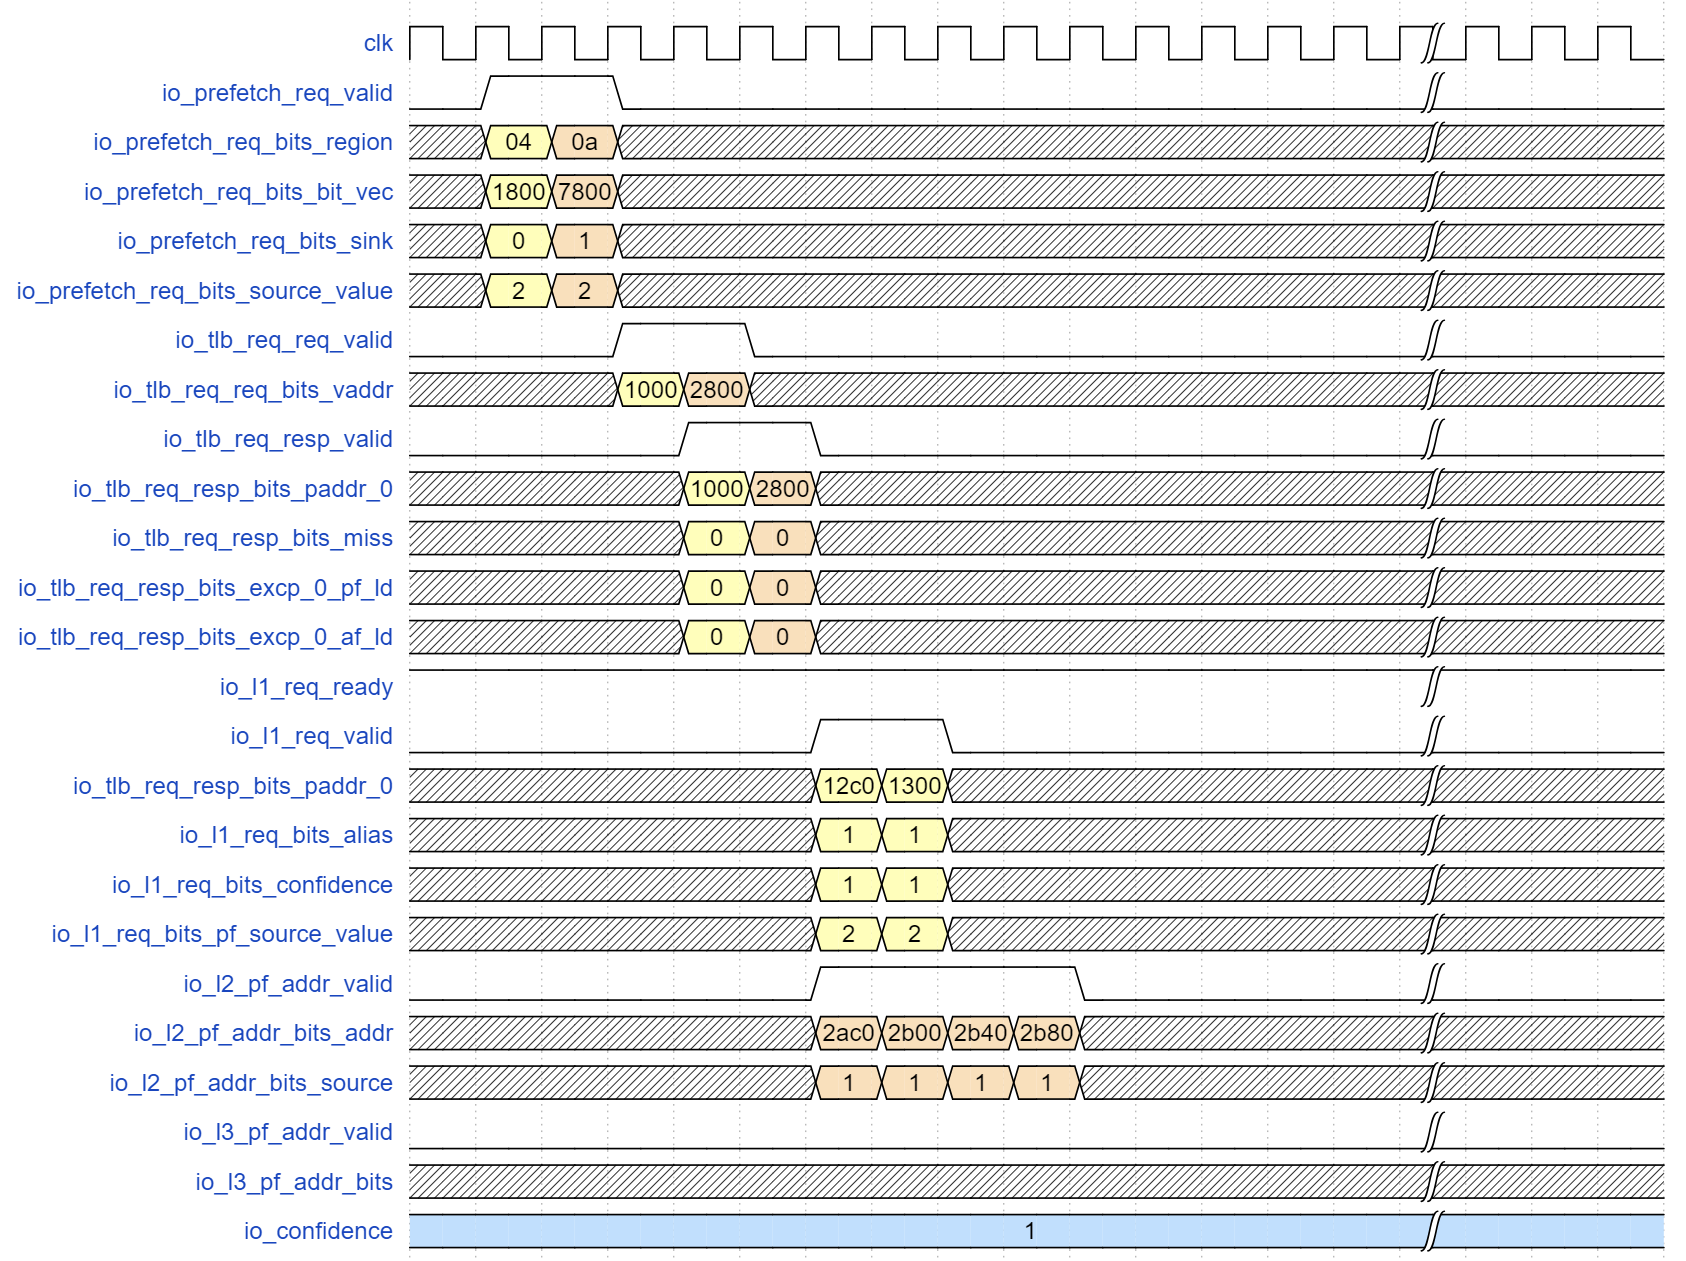 clk
io_prefetch_req_valid
io_prefetch_req_bits_region 04 0a
io_prefetch_req_bits_bit_vec 1800 7800
io_prefetch_req_bits_sink 0 1
io_prefetch_req_bits_source_value 2 2
io_tlb_req_req_valid
io_tlb_req_req_bits_vaddr 1000 2800
io_tlb_req_resp_valid
io_tlb_req_resp_bits_paddr_0 1000 2800
io_tlb_req_resp_bits_miss 0 0
io_tlb_req_resp_bits_excp_0_pf_ld 0 0
io_tlb_req_resp_bits_excp_0_af_ld 0 0
io_l1_req_ready
io_l1_req_valid
io_tlb_req_resp_bits_paddr_0 12c0 1300
io_l1_req_bits_alias 1 1
io_l1_req_bits_confidence 1 1
io_l1_req_bits_pf_source_value 2 2
io_l2_pf_addr_valid
io_l2_pf_addr_bits_addr 2ac0 2b00 2b40 2b80
io_l2_pf_addr_bits_source 1 1 1 1
io_l3_pf_addr_valid
io_l3_pf_addr_bits
io_confidence 1